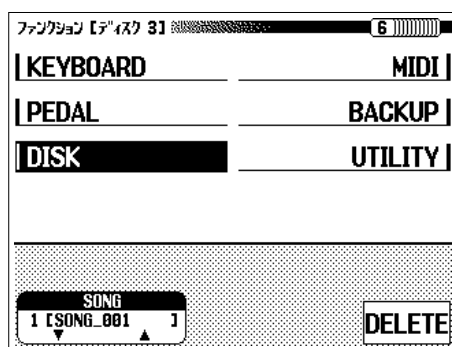 ファンクション [ディスク 3] 6
KEYBOARD MIDI
PEDAL BACKUP
DISK UTILITY
SONG
1 [SONG_001 ]
▼ ▲
DELETE